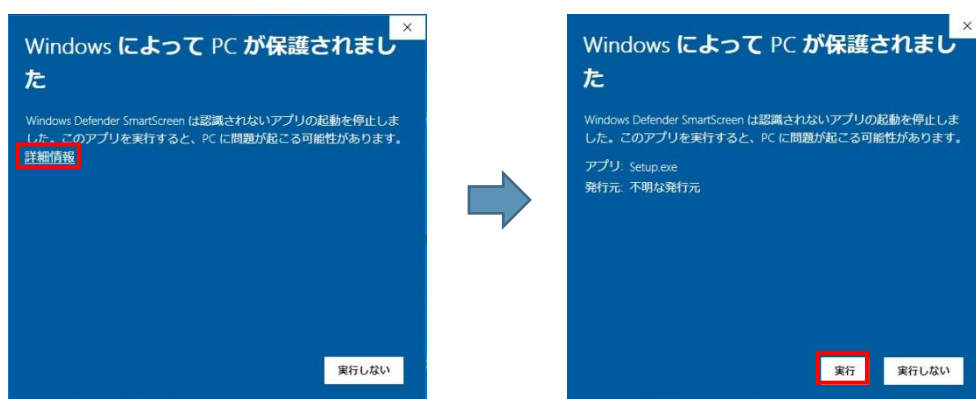 ×
Windows によって PC が保護されまし
た
Windows Defender SmartScreen は認識されないアプリの起動を停止しま
した。このアプリを実行すると、PC に問題が起こる可能性があります。
詳細情報
実行しない
×
Windows によって PC が保護されまし
た
Windows Defender SmartScreen は認識されないアプリの起動を停止しま
した。このアプリを実行すると、PC に問題が起こる可能性があります。
アプリ: Setup.exe
発行元: 不明な発行元
実行
実行しない